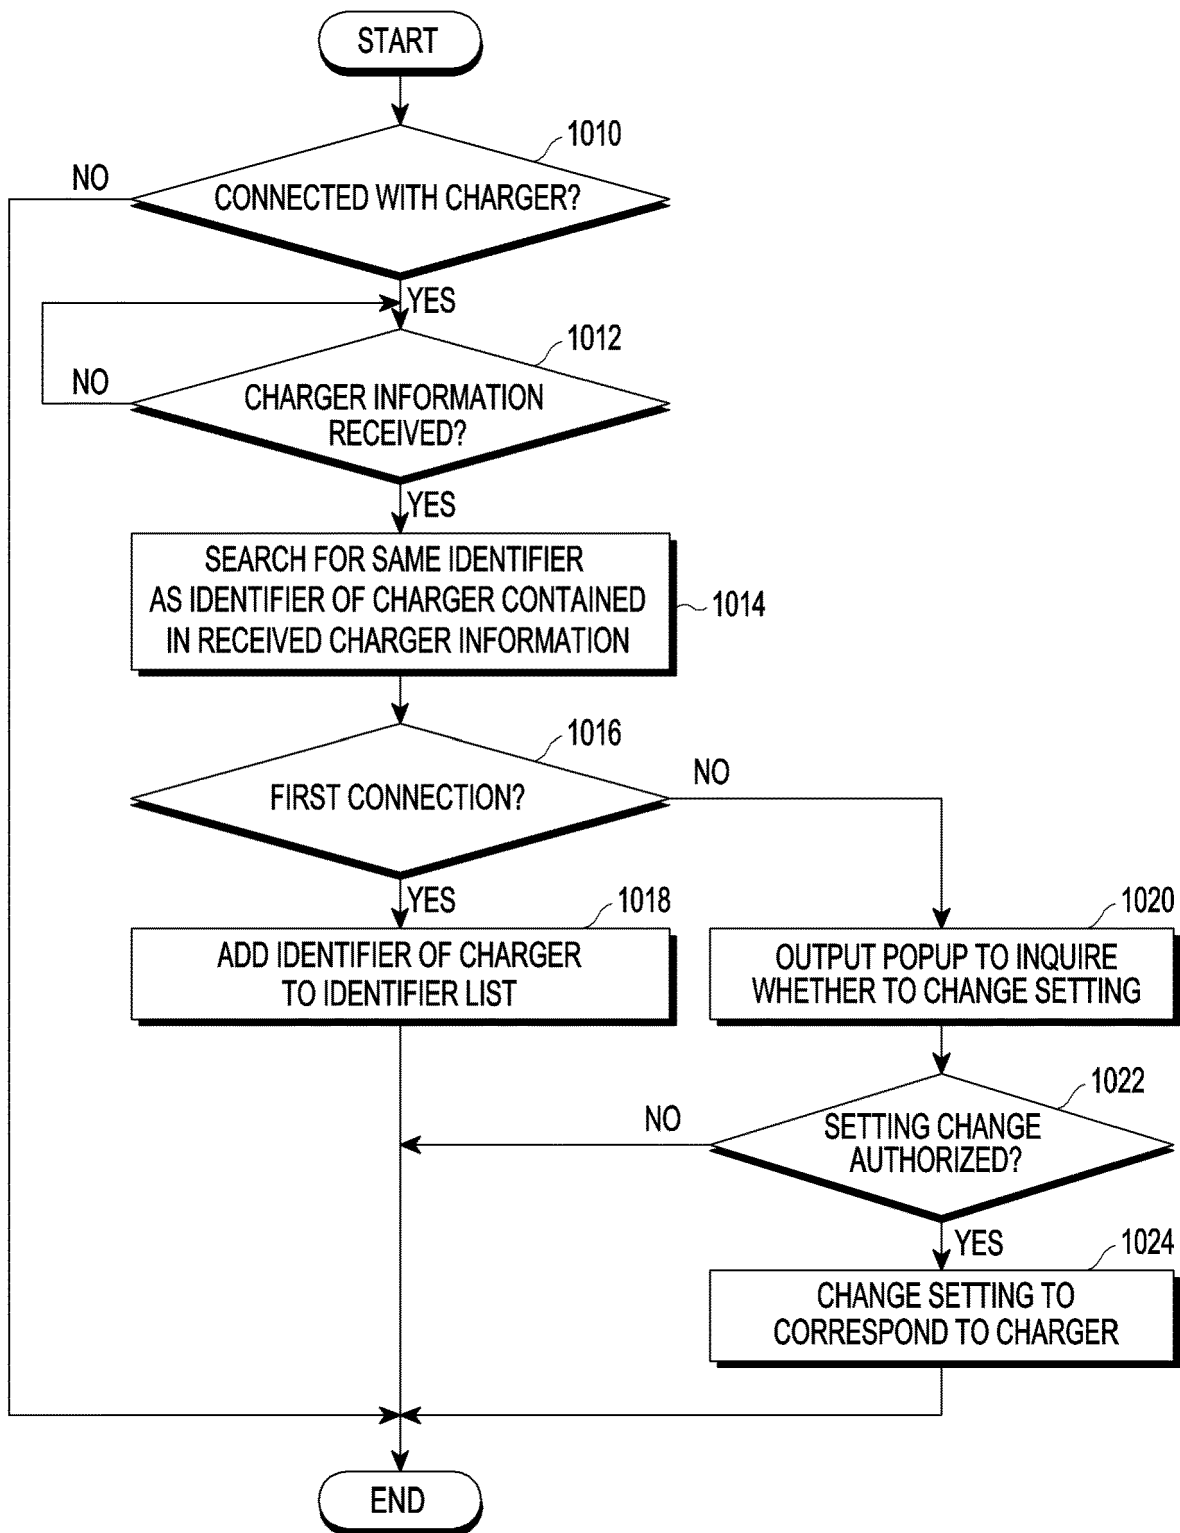 START
1010
NO
CONNECTED WITH CHARGER?
YES
1012
NO
CHARGER INFORMATION
RECEIVED?
YES
SEARCH FOR SAME IDENTIFIER
AS IDENTIFIER OF CHARGER CONTAINED
IN RECEIVED CHARGER INFORMATION
1014
1016
FIRST CONNECTION?
NO
YES
1018
ADD IDENTIFIER OF CHARGER
TO IDENTIFIER LIST
1020
OUTPUT POPUP TO INQUIRE
WHETHER TO CHANGE SETTING
1022
NO
SETTING CHANGE
AUTHORIZED?
YES
1024
CHANGE SETTING TO
CORRESPOND TO CHARGER
END